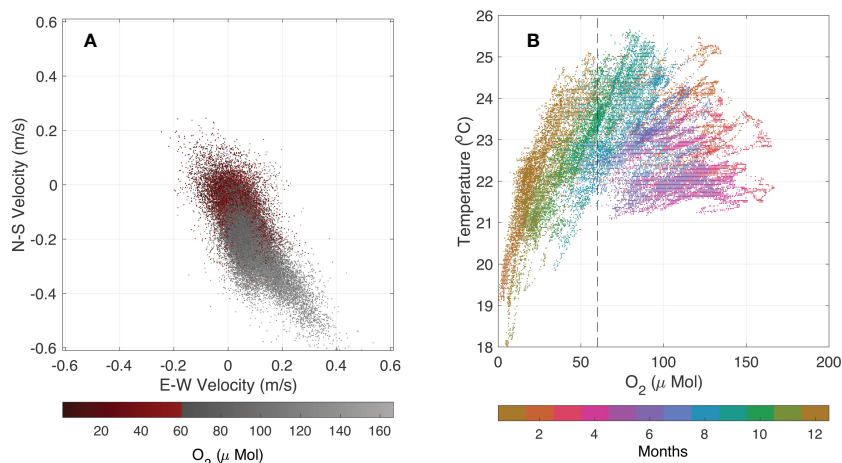 A
0.6
0.4
0.2
0
-0.2
-0.4
-0.6
N-S Velocity (m/s)
-0.6 -0.4 -0.2 0 0.2 0.4 0.6
E-W Velocity (m/s)
20 40 60 80 100 120 140 160
O2 (μ Mol)
B
26
25
24
23
22
21
20
19
18
Temperature (°C)
0 50 100 150 200
O2 (μ Mol)
2 4 6 8 10 12
Months